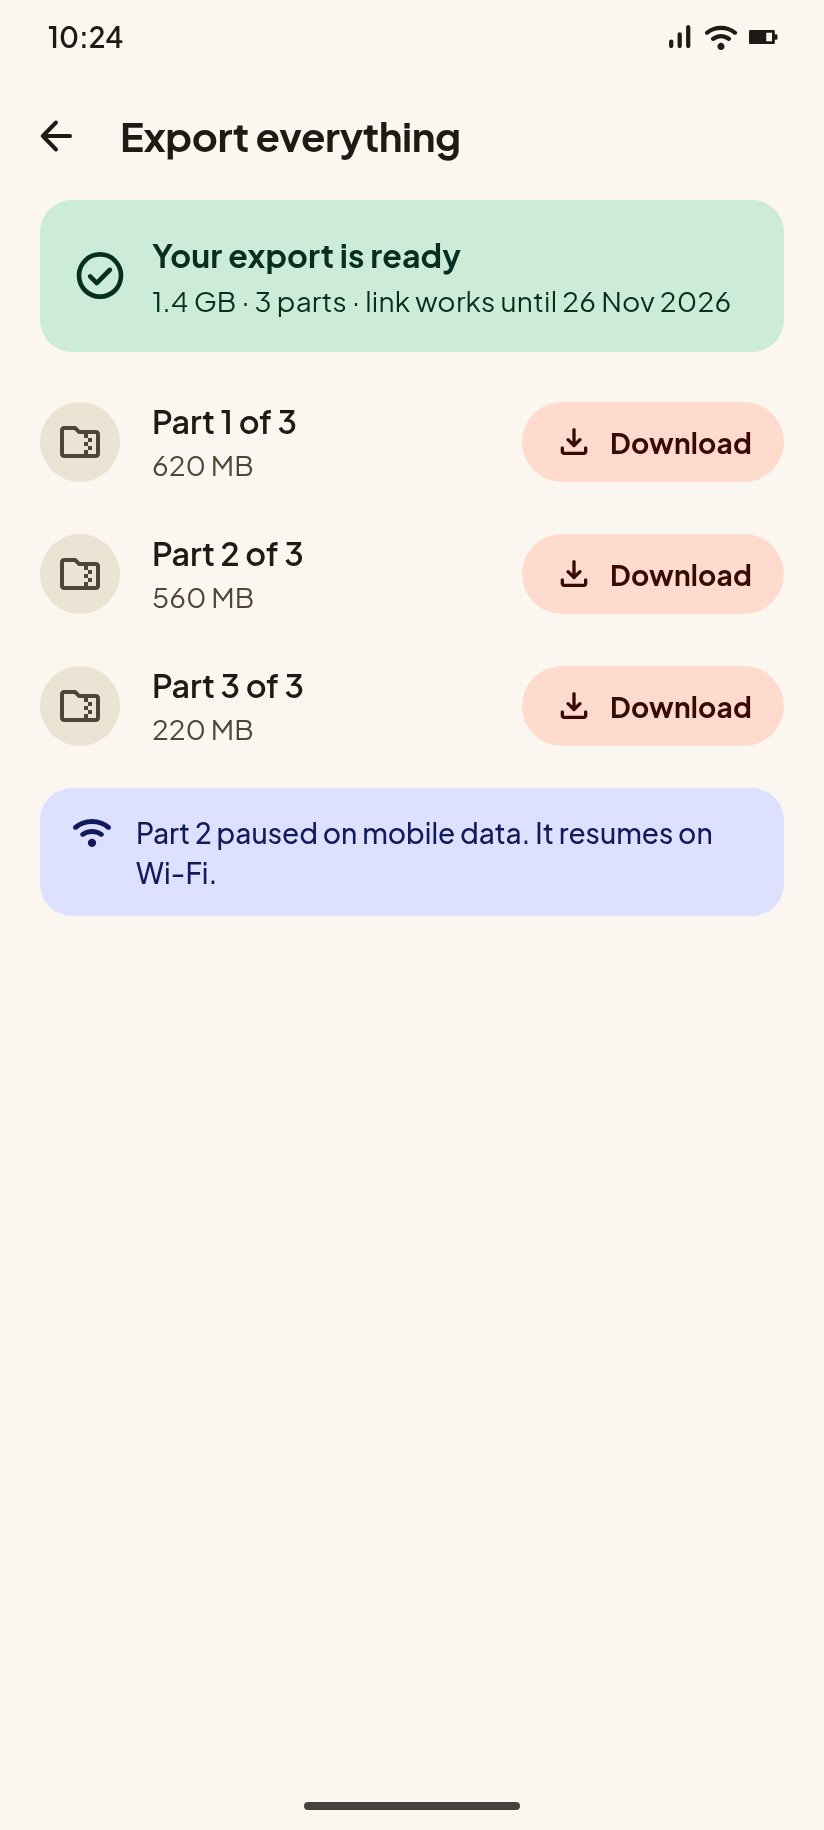 10:24
Export everything
Your export is ready
1.4 GB · 3 parts · link works until 26 Nov 2026
Part 1 of 3
620 MB
Download
Part 2 of 3
560 MB
Download
Part 3 of 3
220 MB
Download
Part 2 paused on mobile data. It resumes on
Wi-Fi.